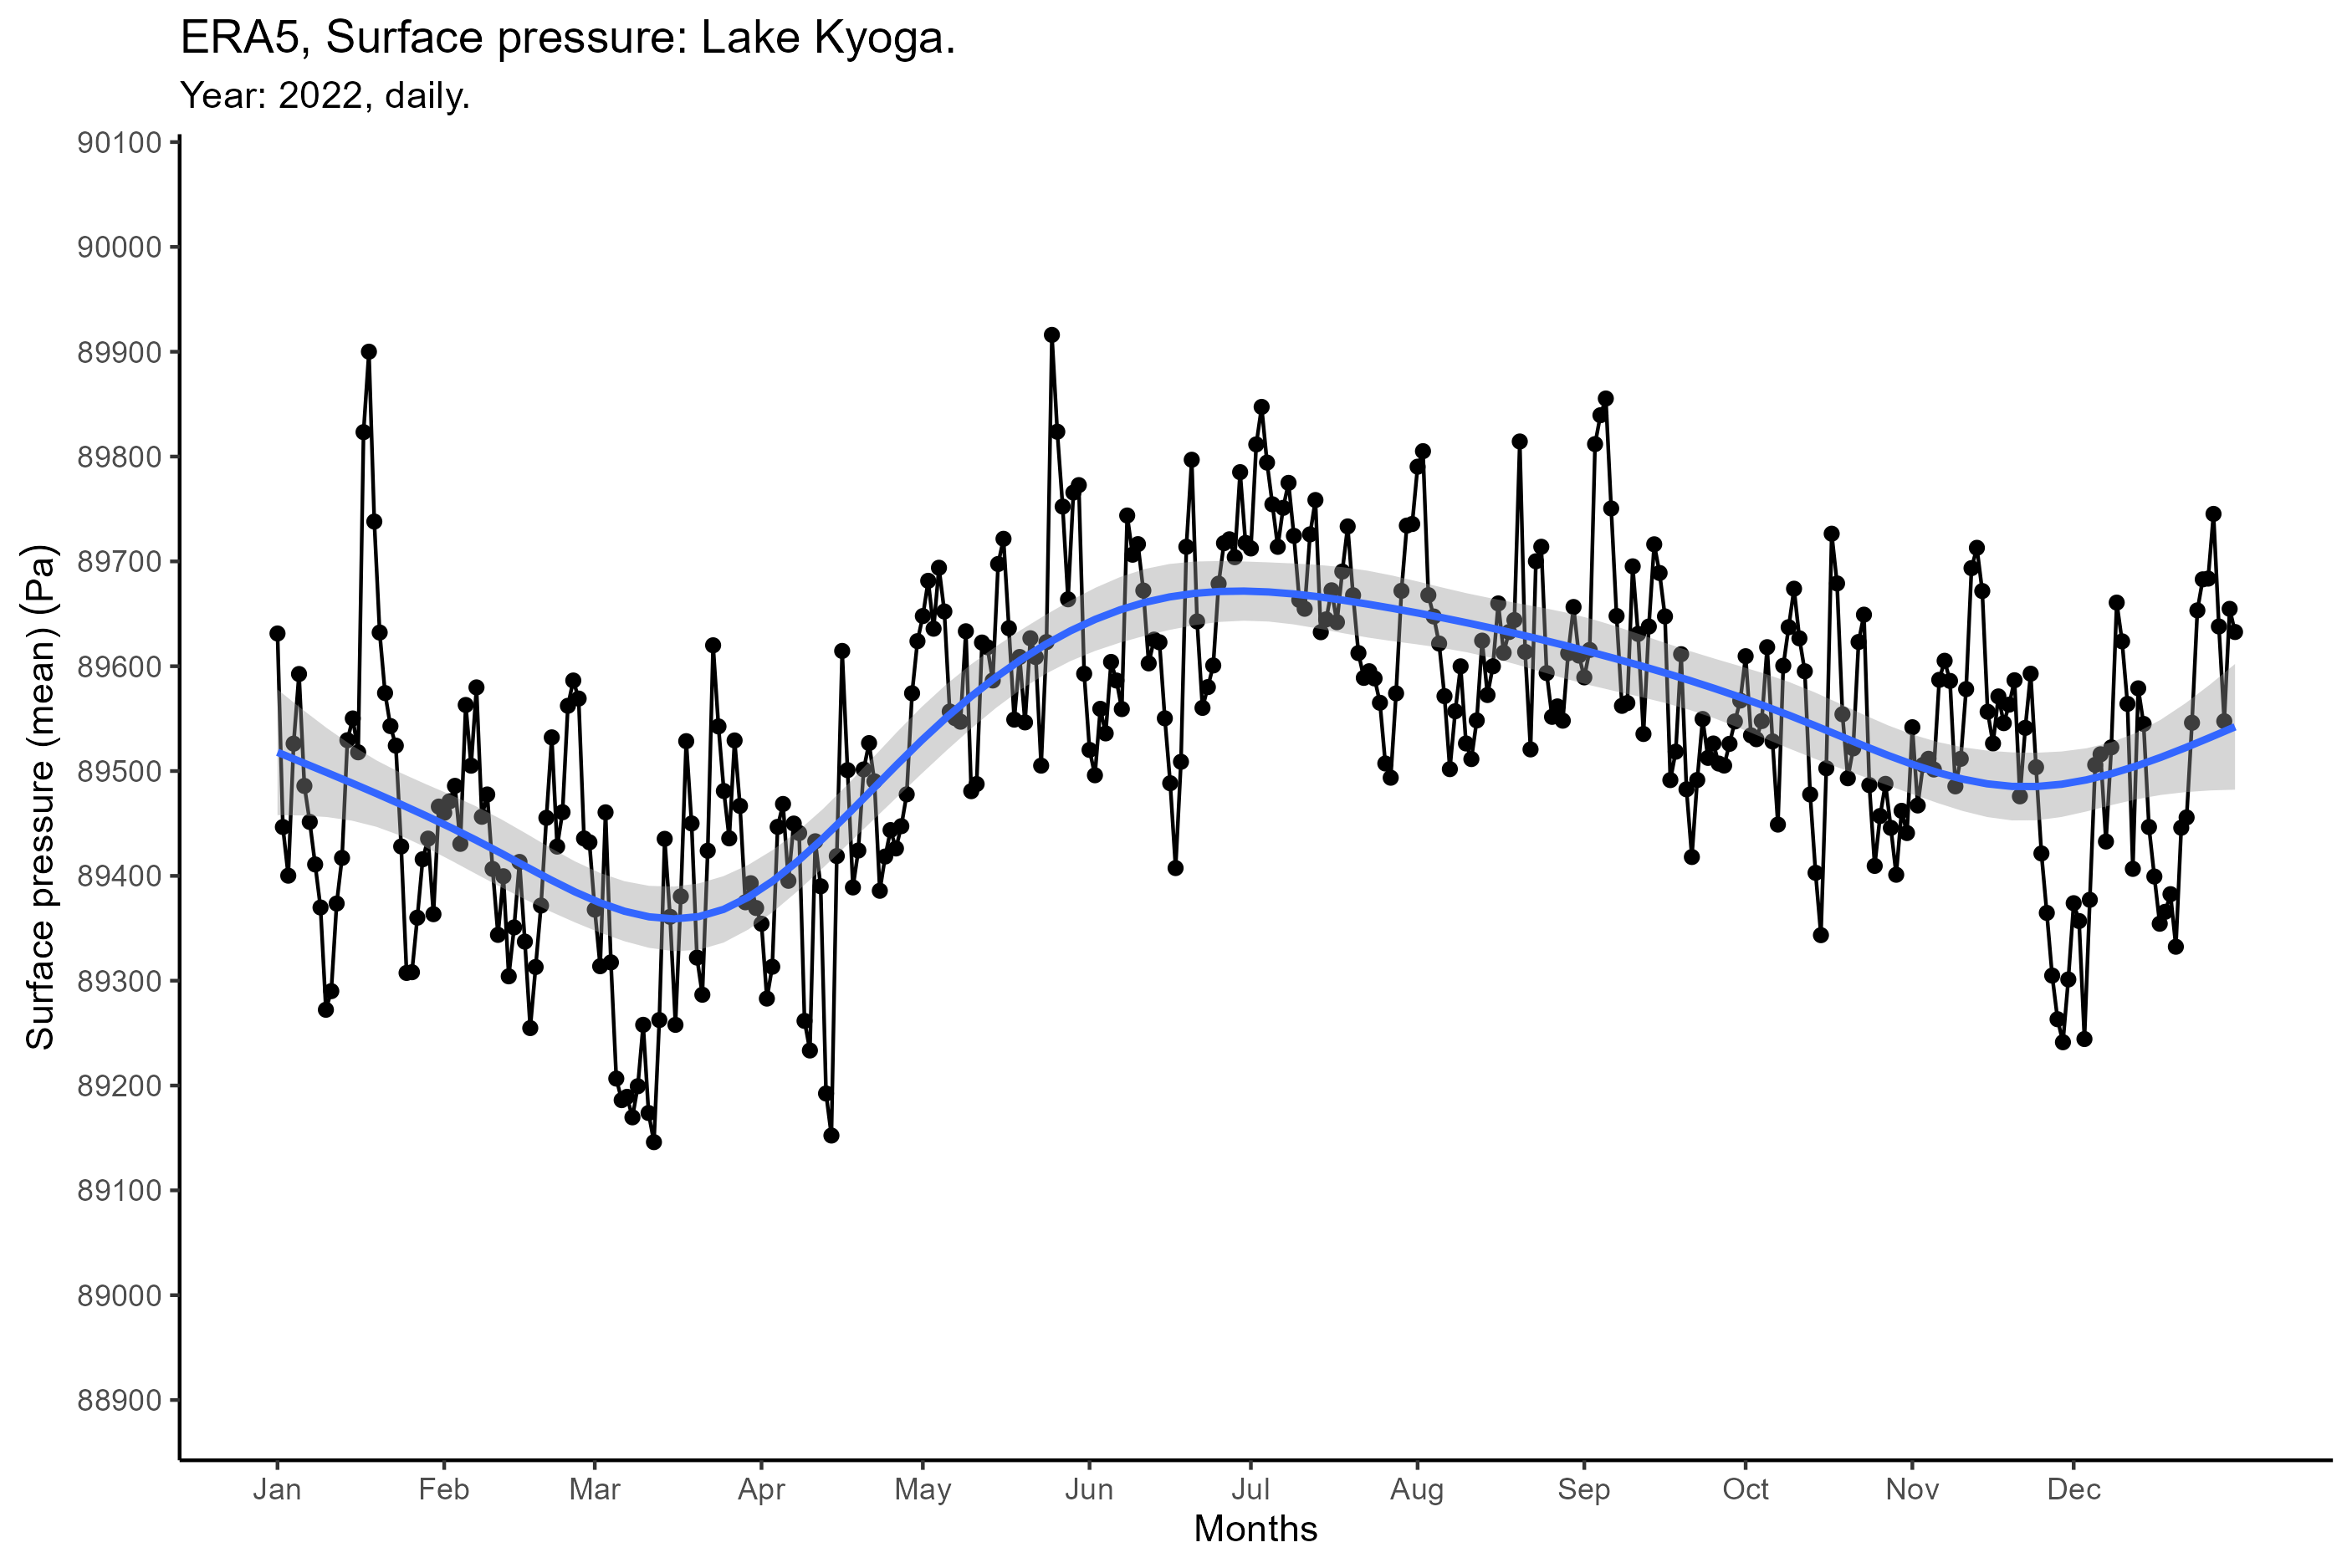 ERA5, Surface pressure: Lake Kyoga.
Year: 2022, daily.
Surface pressure (mean) (Pa)
90100
90000
89900
89800
89700
89600
89500
89400
89300
89200
89100
89000
88900
Jan Feb Mar Apr May Jun Jul Aug Sep Oct Nov Dec
Months